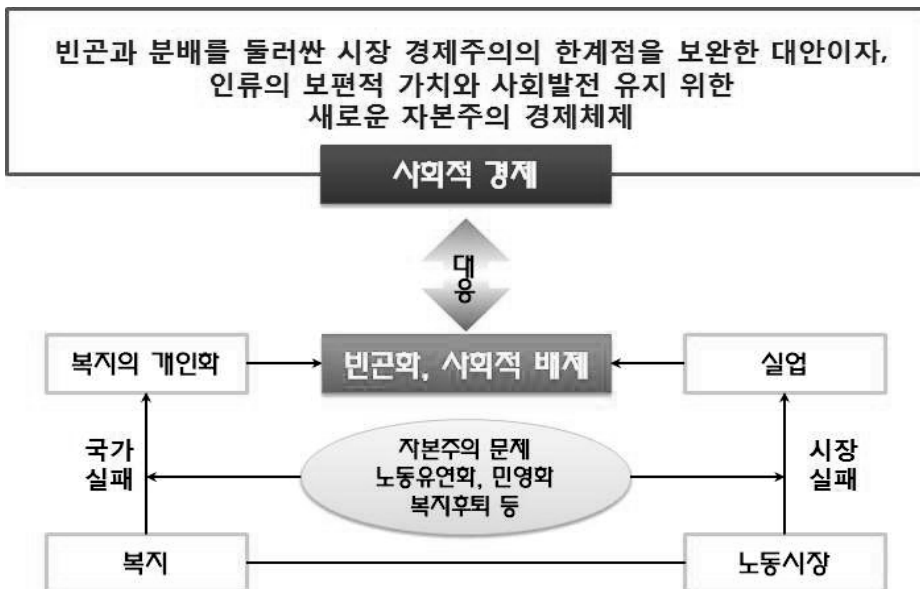 빈곤과 분배를 둘러싼 시장 경제주의의 한계점을 보완한 대안이자,
인류의 보편적 가치와 사회발전 유지 위한
새로운 자본주의 경제체제
사회적 경제
대응
복지의 개인화
빈곤화, 사회적 배제
실업
국가
실패
자본주의 문제
노동유연화, 민영화
복지후퇴 등
시장
실패
복지
노동시장